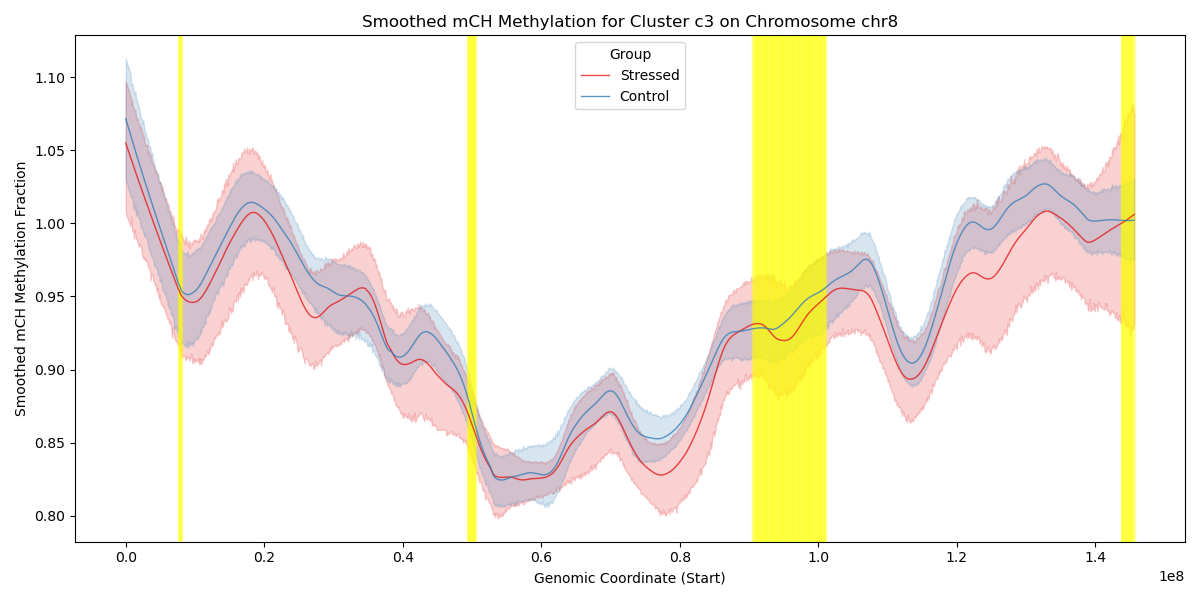 Smoothed mCH Methylation for Cluster c3 on Chromosome chr8
Smoothed mCH Methylation Fraction
1.10
1.05
1.00
0.95
0.90
0.85
0.80
Group
Stressed
Control
0.0
0.2
0.4
0.6
0.8
1.0
1.2
1.4
1e8
Genomic Coordinate (Start)